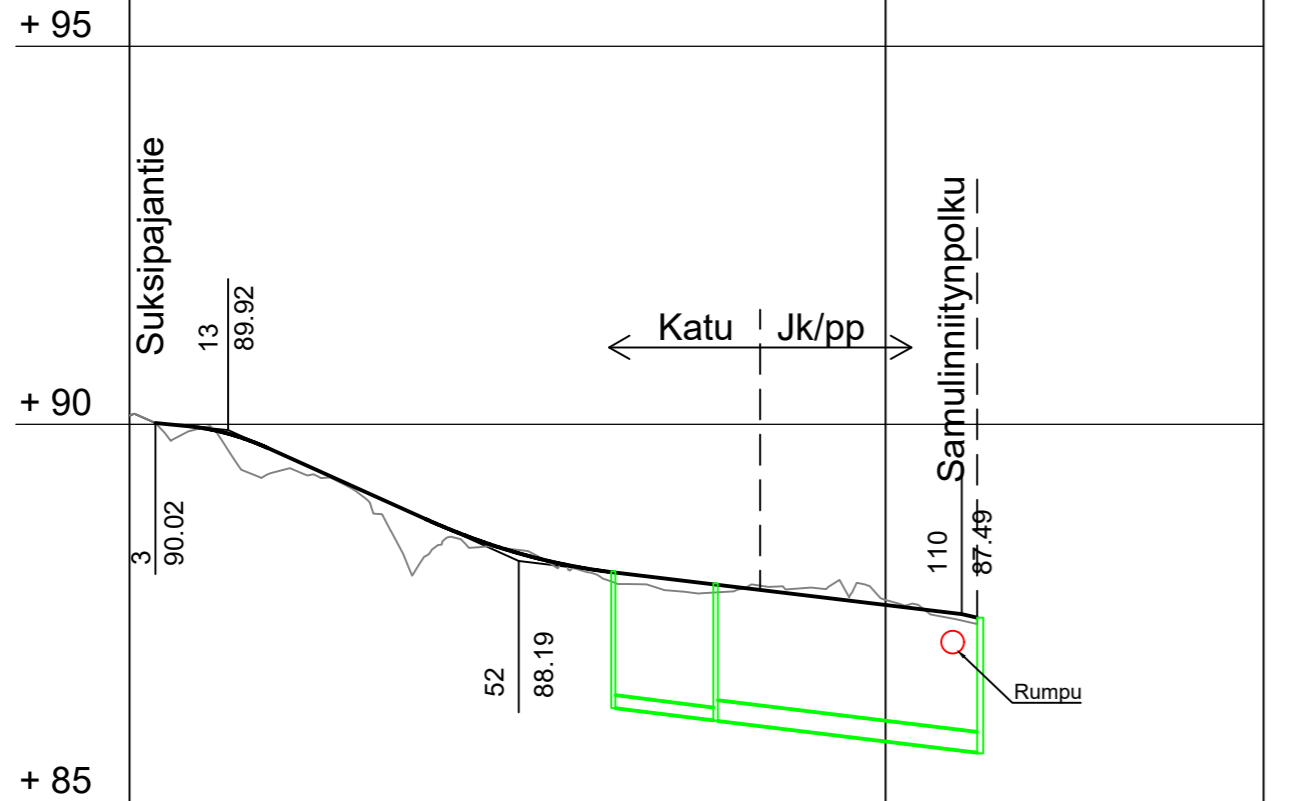 + 95
Suksipajantie
13
89.92
Katu
Jk/pp
Samulinniitynpolku
+ 90
3
90.02
52
88.19
110
87.49
Rumpu
+ 85